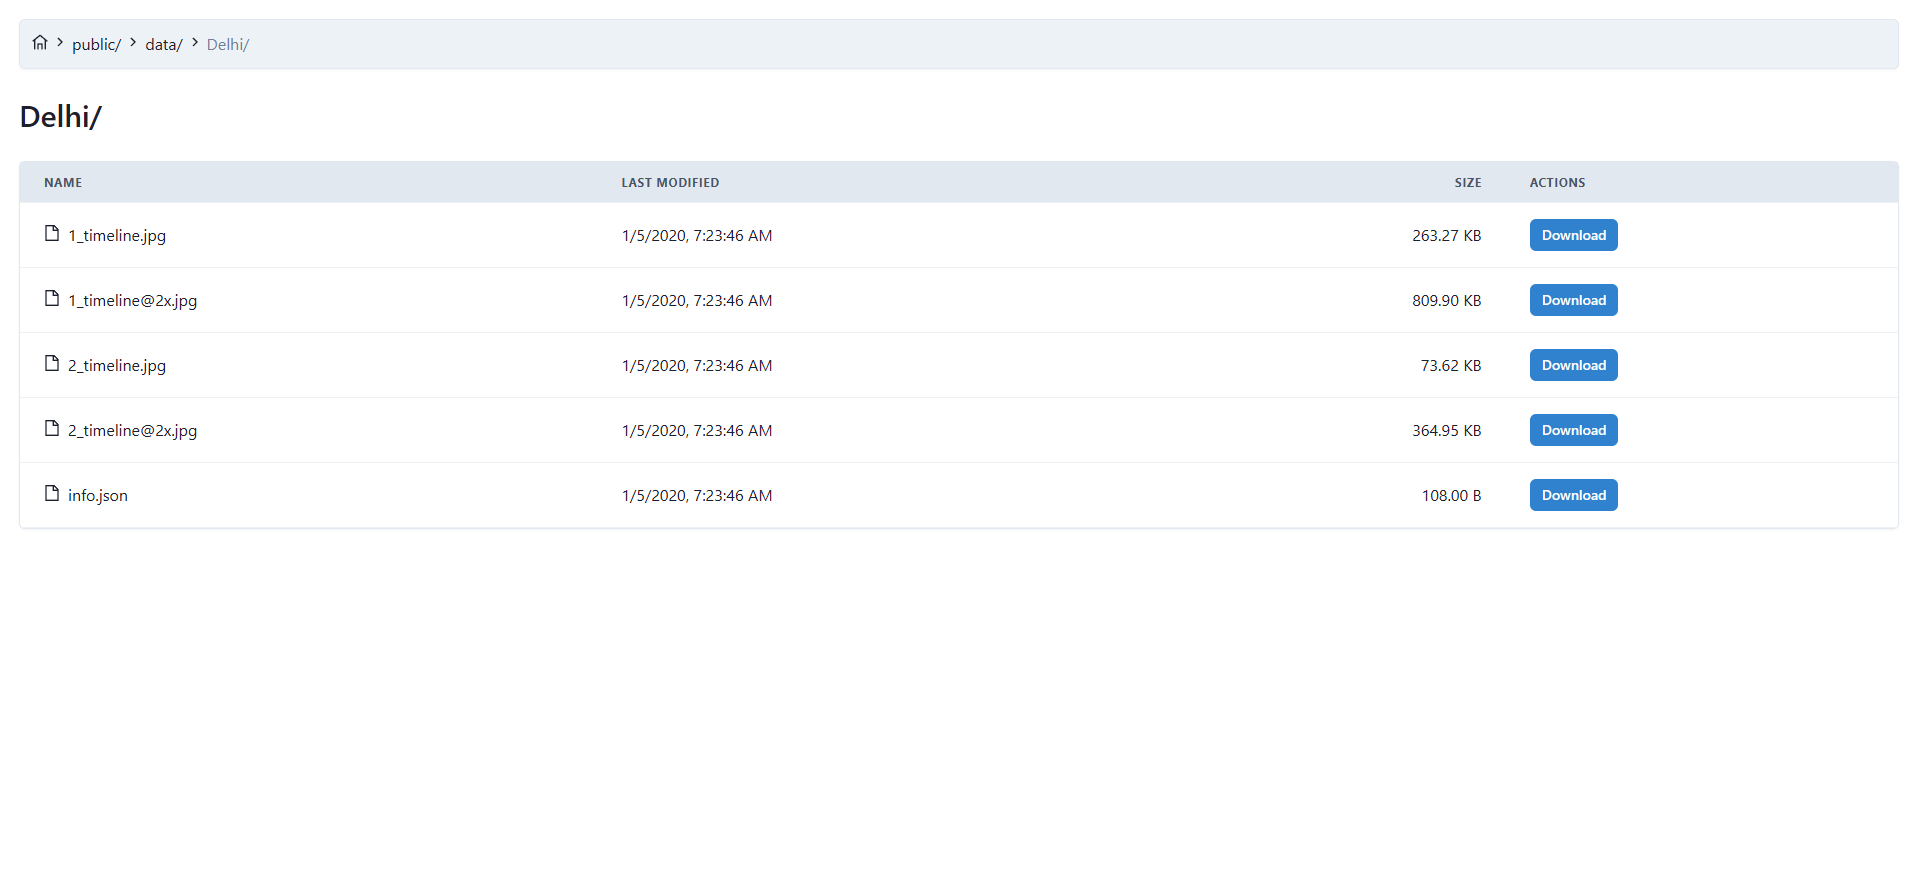 public/ data/ Delhi/
Delhi/
NAME LAST MODIFIED SIZE ACTIONS
1_timeline.jpg 1/5/2020, 7:23:46 AM 263.27 KB Download
1_timeline@2x.jpg 1/5/2020, 7:23:46 AM 809.90 KB Download
2_timeline.jpg 1/5/2020, 7:23:46 AM 73.62 KB Download
2_timeline@2x.jpg 1/5/2020, 7:23:46 AM 364.95 KB Download
info.json 1/5/2020, 7:23:46 AM 108.00 B Download